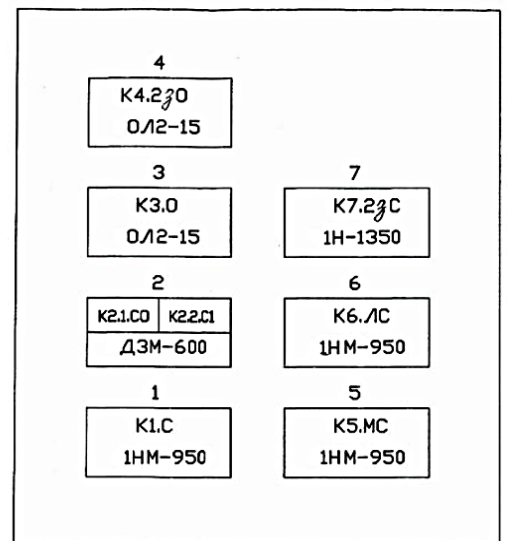 4
К4.2зО
ОЛ2-15
3
К3.О
ОЛ2-15
7
К7.2зС
1Н-1350
2
К2.1.СО К2.2.С1
ДЗМ-600
6
К6.ЛС
1НМ-950
1
К1.С
1НМ-950
5
К5.МС
1НМ-950